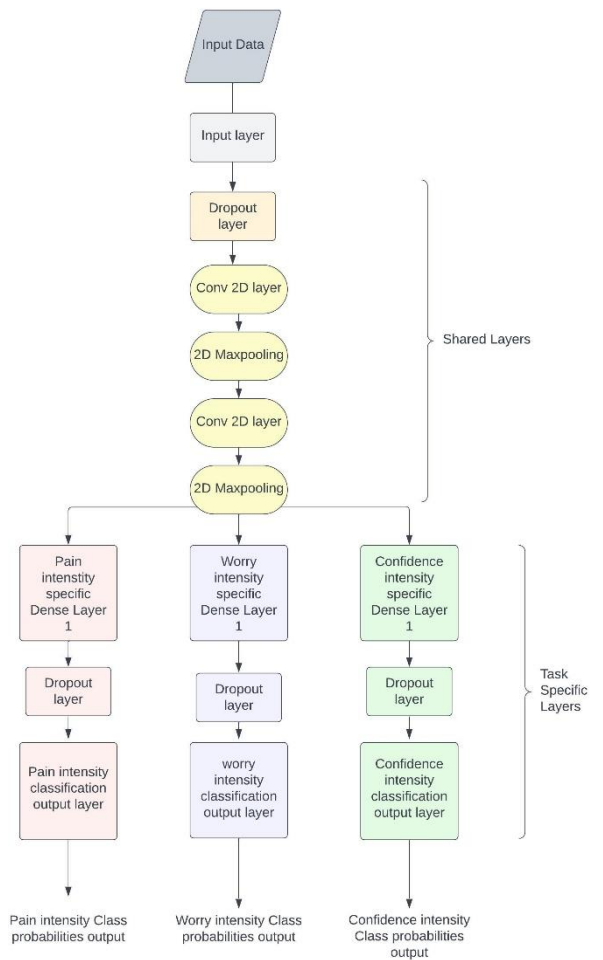 Input Data
Input layer
Dropout
layer
Conv 2D layer
2D Maxpooling
Shared Layers
Conv 2D layer
2D Maxpooling
Pain
intenstity
specific
Dense Layer
1
Worry
intensity
specific
Dense Layer
1
Confidence
intensity
specific
Dense Layer
1
Dropout
layer
Dropout
layer
Dropout
layer
Task
Specific
Layers
Pain intensity
classification
output layer
worry
intensity
classification
output layer
Confidence
intensity
classification
output layer
Pain intensity Class
probabilities output
Worry intensity Class
probabilities output
Confidence intensity
Class probabilities
output